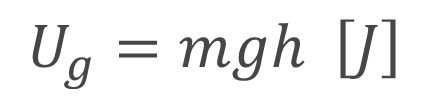 U_g = mgh [J]